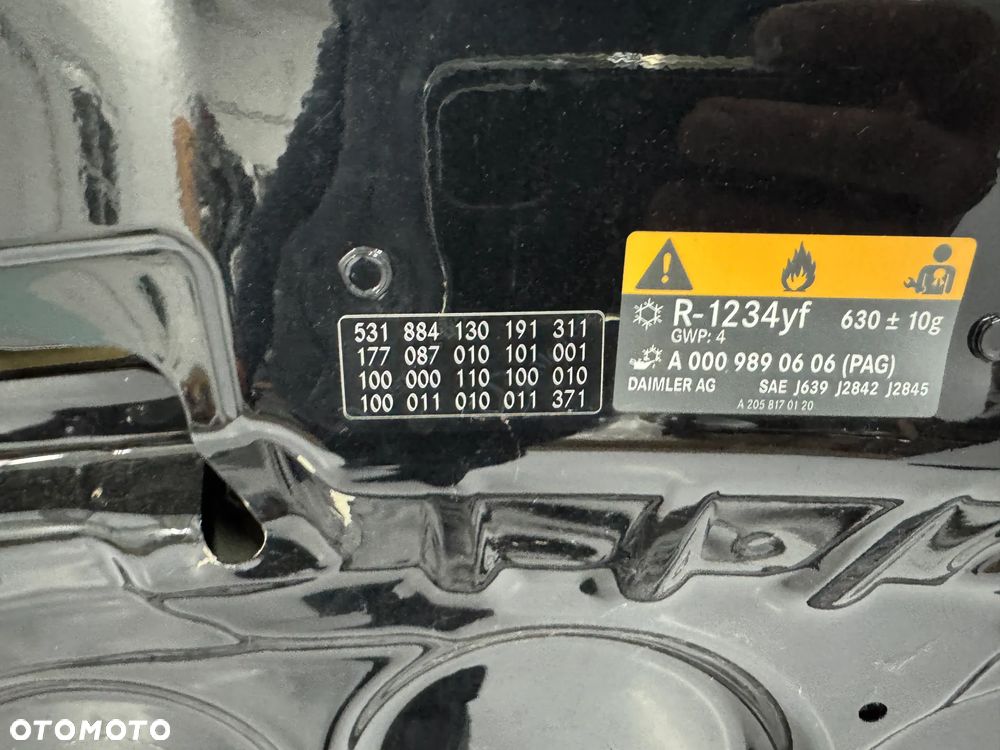 531 884 130 191 311
177 087 010 101 001
100 000 110 100 010
100 011 010 011 371
R-1234yf 630 ± 10g
GWP: 4
A 000 989 06 06 (PAG)
DAIMLER AG SAE J639 J2842 J2845
A 205 817 01 20
OTOMOTO